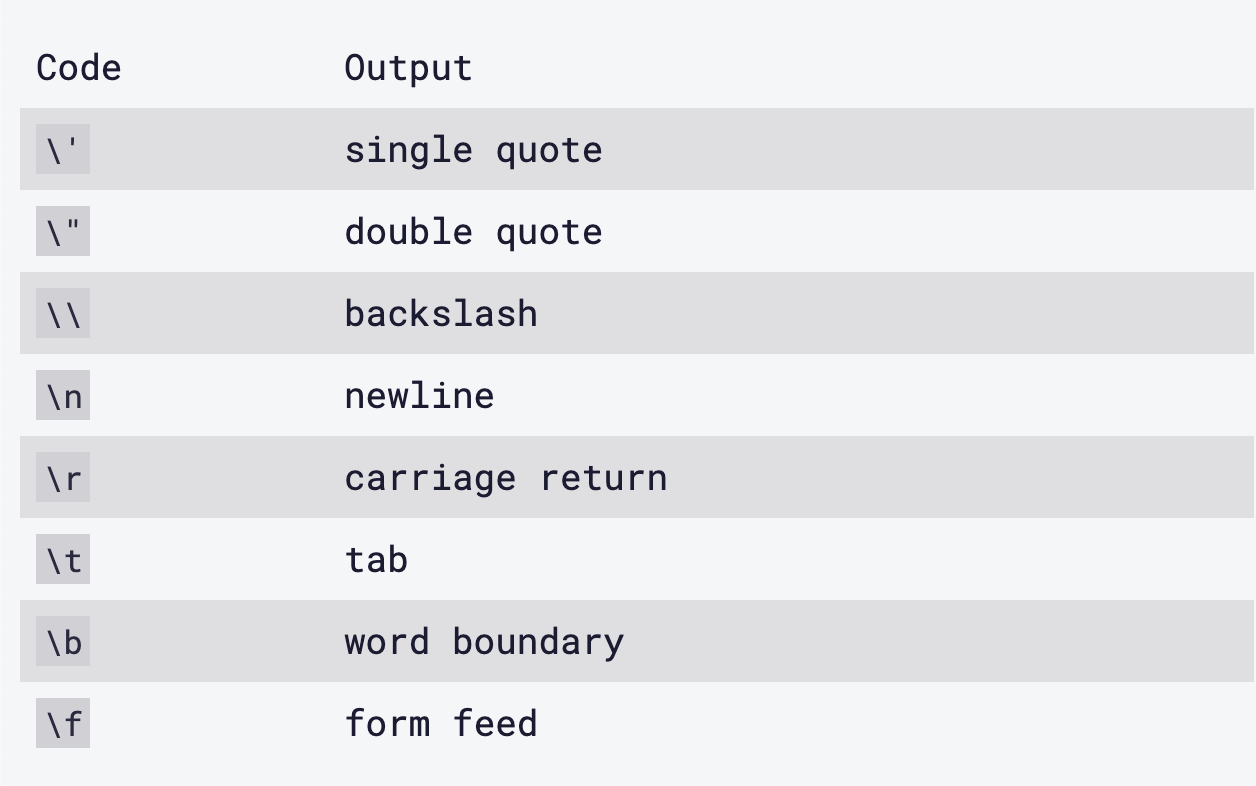 Code Output
\' single quote
\" double quote
\\ backslash
\n newline
\r carriage return
\t tab
\b word boundary
\f form feed